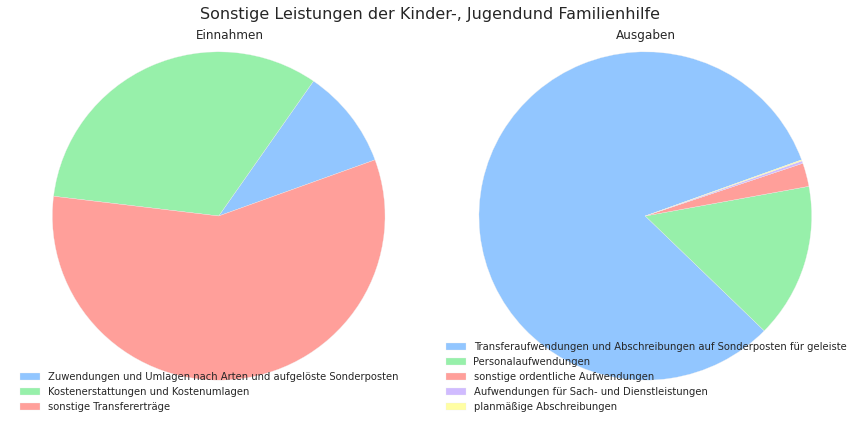 Sonstige Leistungen der Kinder-, Jugendund Familienhilfe
Einnahmen
Zuwendungen und Umlagen nach Arten und aufgelöste Sonderposten
Kostenerstattungen und Kostenumlagen
sonstige Transfererträge
Ausgaben
Transferaufwendungen und Abschreibungen auf Sonderposten für geleiste
Personalaufwendungen
sonstige ordentliche Aufwendungen
Aufwendungen für Sach- und Dienstleistungen
planmäßige Abschreibungen